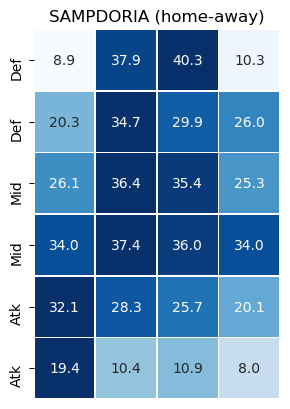 SAMPDORIA (home-away)
Def 8.9 37.9 40.3 10.3
Def 20.3 34.7 29.9 26.0
Mid 26.1 36.4 35.4 25.3
Mid 34.0 37.4 36.0 34.0
Atk 32.1 28.3 25.7 20.1
Atk 19.4 10.4 10.9 8.0